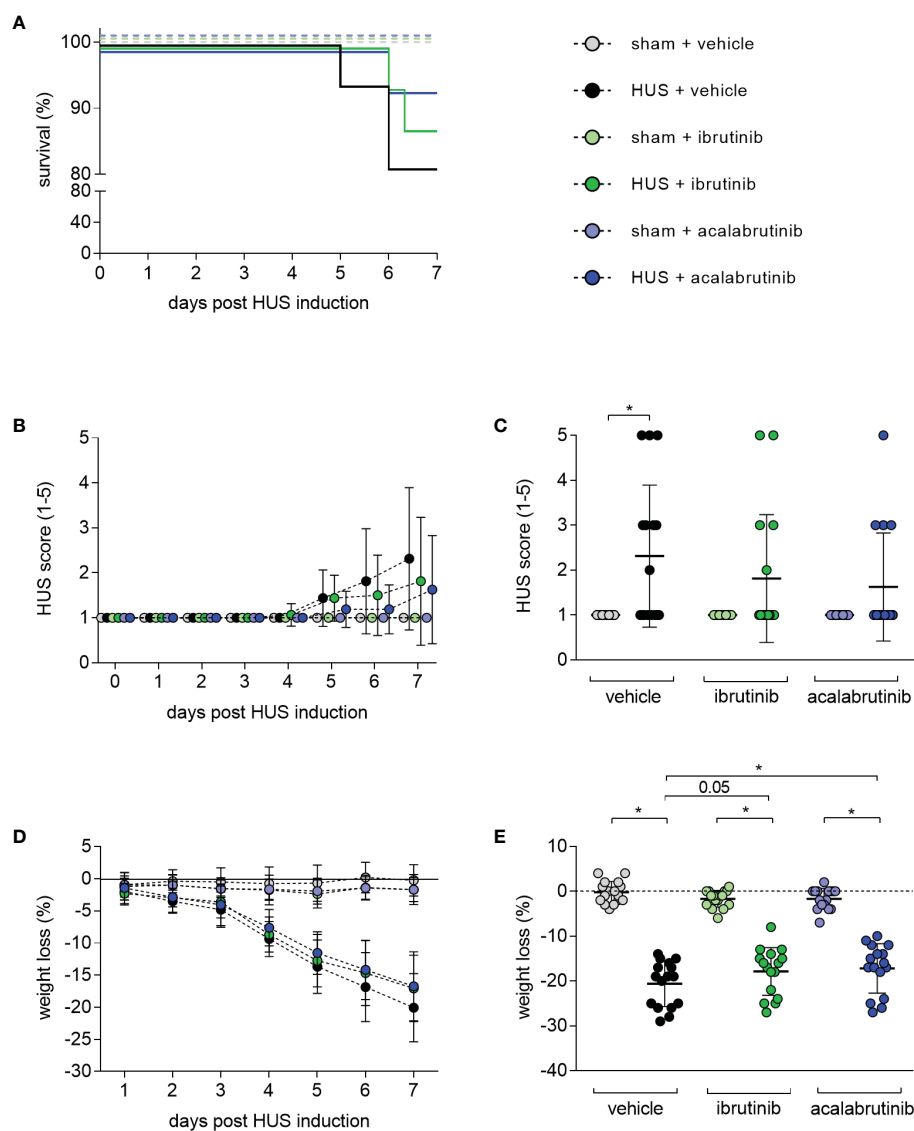 A
survival (%)
100
90
80
80
40
0
0 1 2 3 4 5 6 7
days post HUS induction
sham + vehicle
HUS + vehicle
sham + ibrutinib
HUS + ibrutinib
sham + acalabrutinib
HUS + acalabrutinib
B
HUS score (1-5)
5
4
3
2
1
0
0 1 2 3 4 5 6 7
days post HUS induction
C
HUS score (1-5)
5
4
3
2
1
0
*
vehicle ibrutinib acalabrutinib
D
weight loss (%)
5
0
-5
-10
-15
-20
-25
-30
1 2 3 4 5 6 7
days post HUS induction
E
weight loss (%)
*
0.05
* * *
10
0
-10
-20
-30
-40
vehicle ibrutinib acalabrutinib